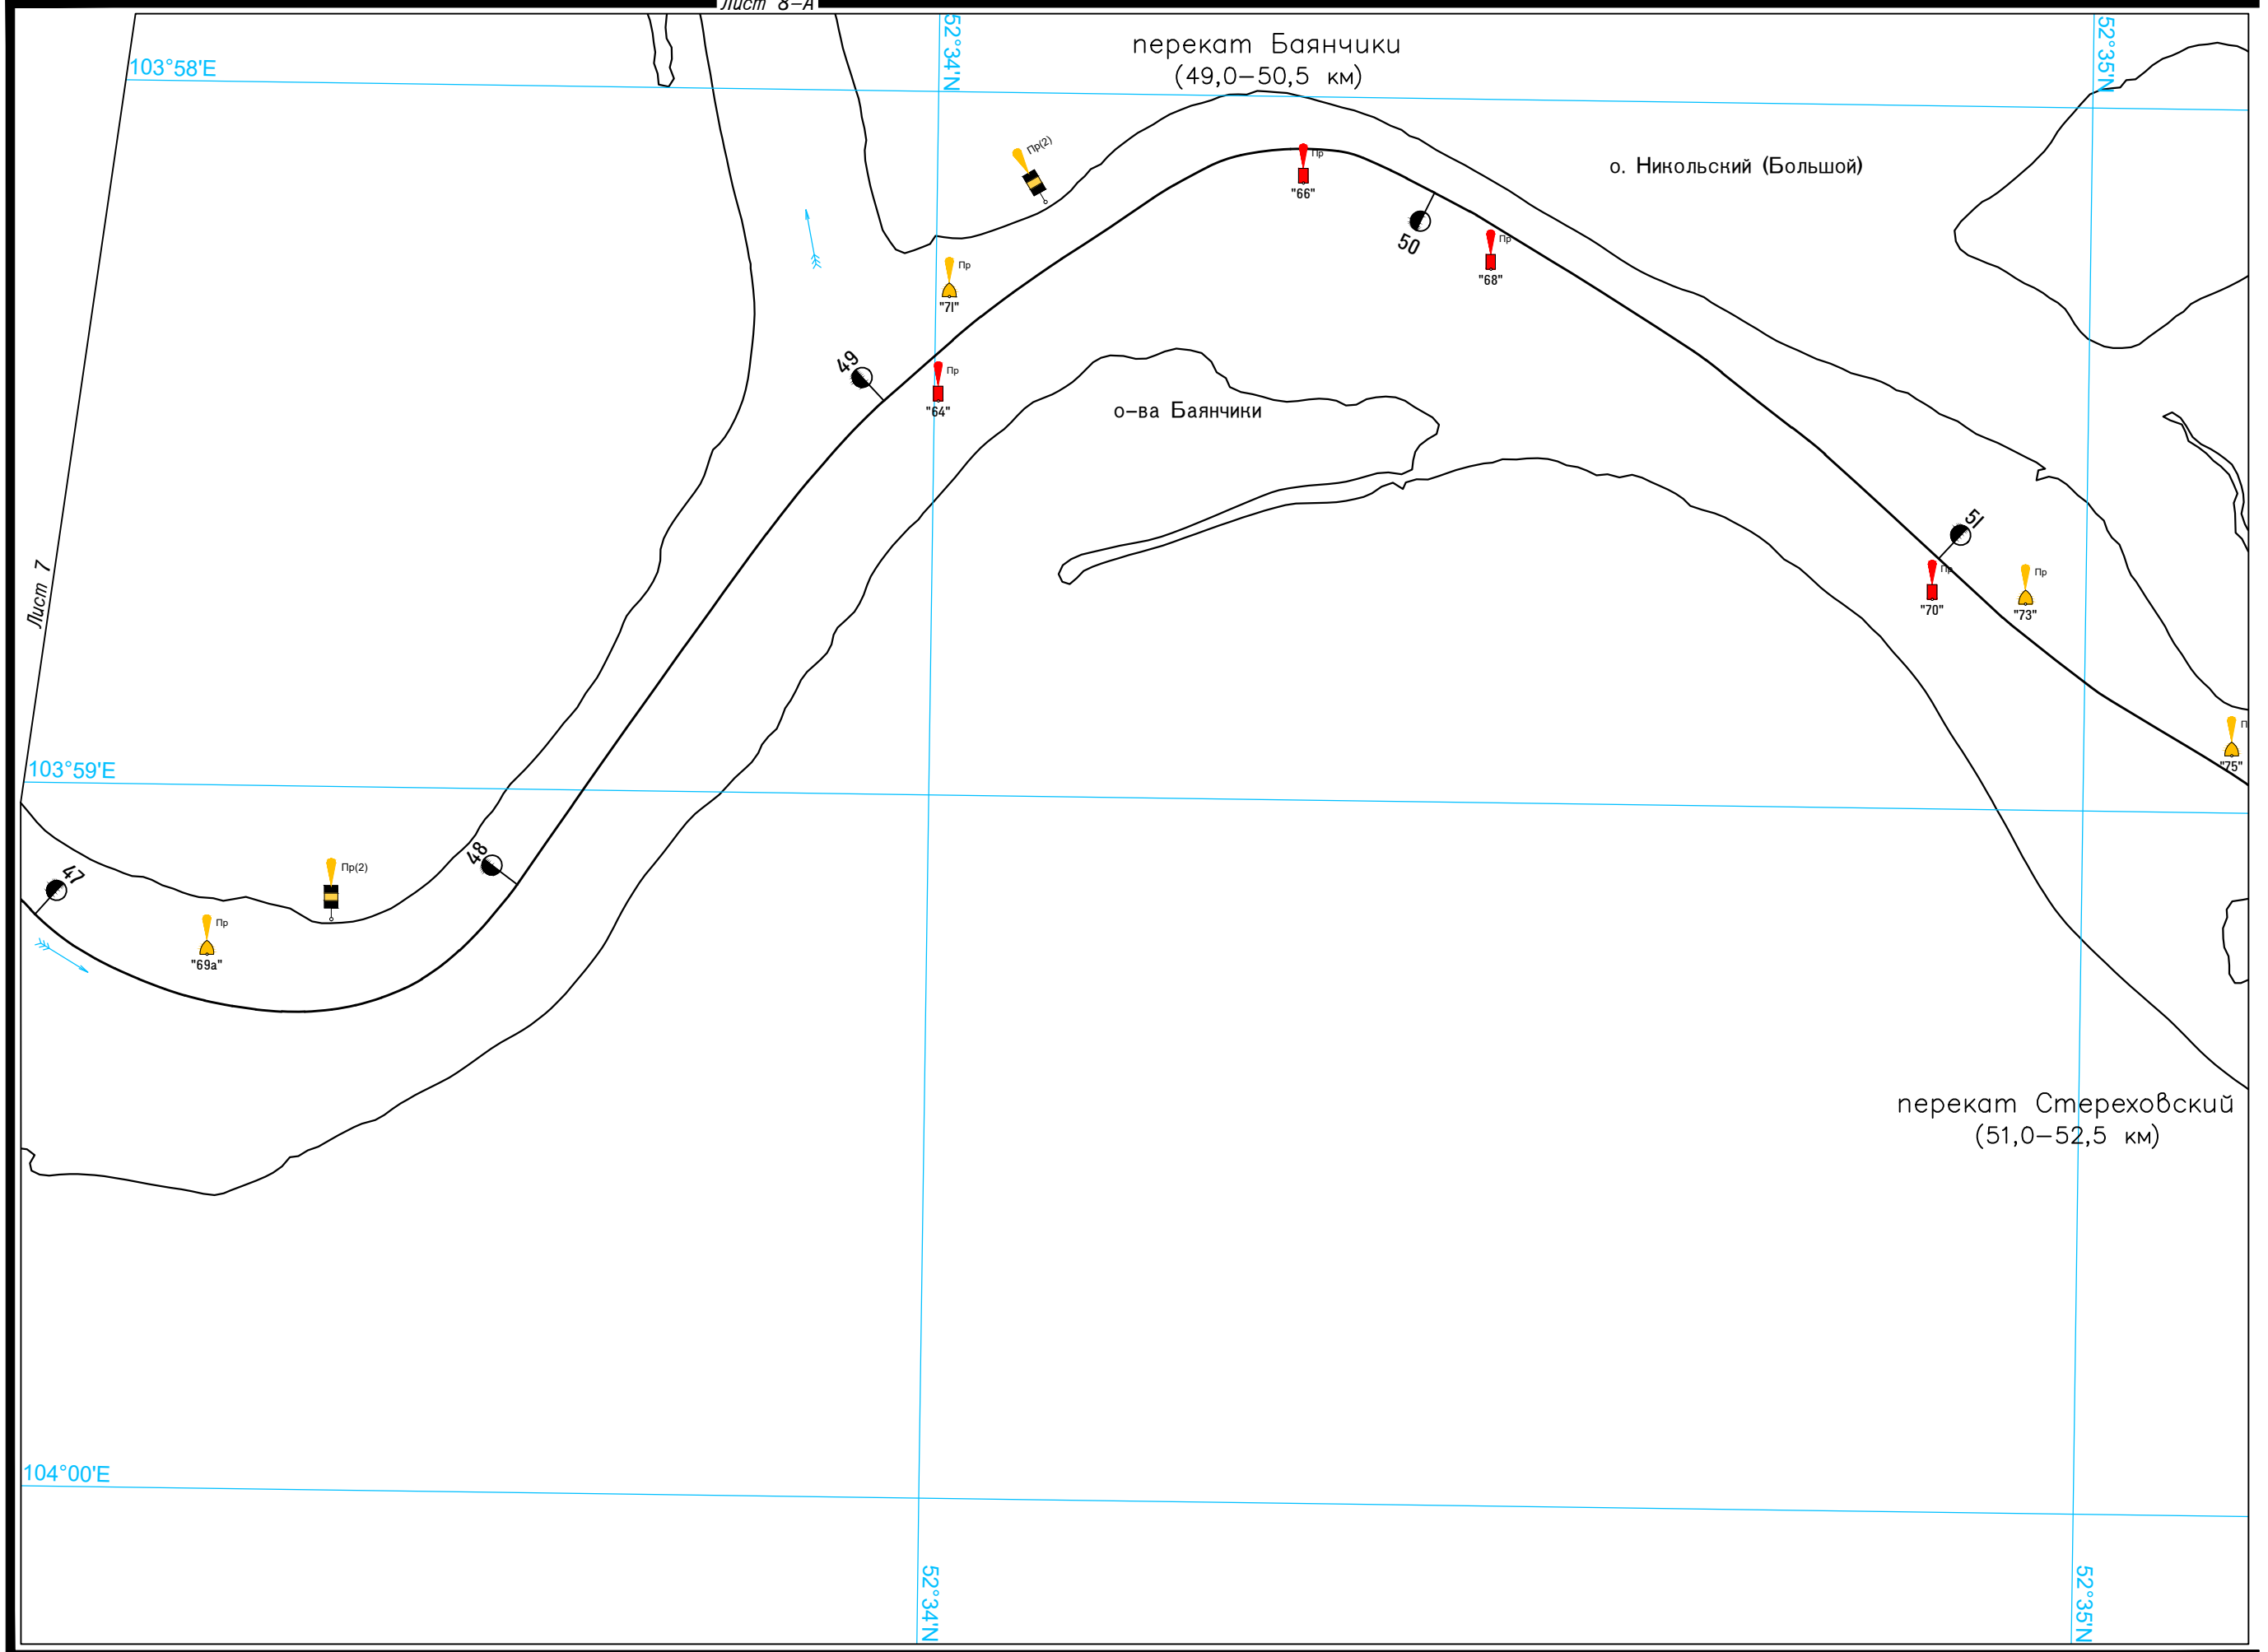 Лист 8-А
52°34'N
52°35'N
перекат Баянчики
(49,0-50,5 км)
103°58'E
Пр(2)
Пр
"66"
о. Никольский (Большой)
50
Пр
"68"
Пр
"71"
49
Пр
"64"
о-ва Баянчики
51
Пр
"70"
Пр
"73"
Лист 7
"75"
103°59'E
48
47
Пр(2)
Пр
"69а"
перекат Стереховский
(51,0-52,5 км)
104°00'E
52°34'N
52°35'N